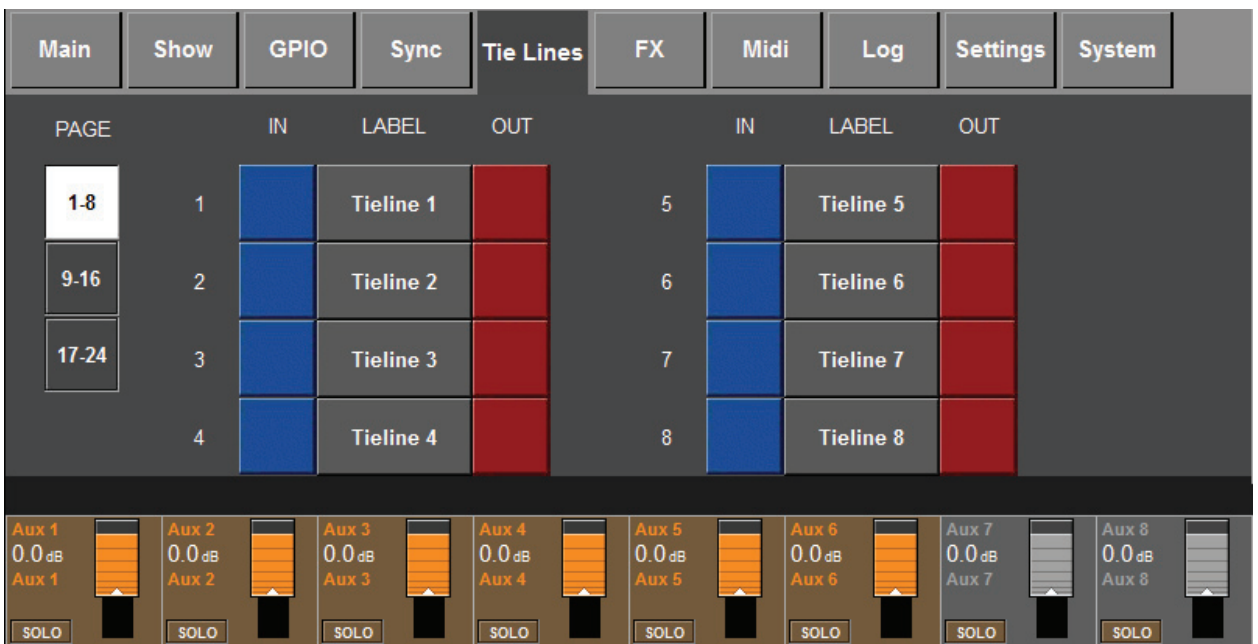 Main Show GPIO Sync Tie Lines FX Midi Log Settings System
PAGE IN LABEL OUT IN LABEL OUT
1-8 1 Tieline 1 5 Tieline 5
9-16 2 Tieline 2 6 Tieline 6
17-24 3 Tieline 3 7 Tieline 7
4 Tieline 4 8 Tieline 8
Aux 1 Aux 2 Aux 3 Aux 4 Aux 5 Aux 6 Aux 7 Aux 8
0.0 dB 0.0 dB 0.0 dB 0.0 dB 0.0 dB 0.0 dB 0.0 dB 0.0 dB
Aux 1 Aux 2 Aux 3 Aux 4 Aux 5 Aux 6 Aux 7 Aux 8
SOLO SOLO SOLO SOLO SOLO SOLO SOLO SOLO